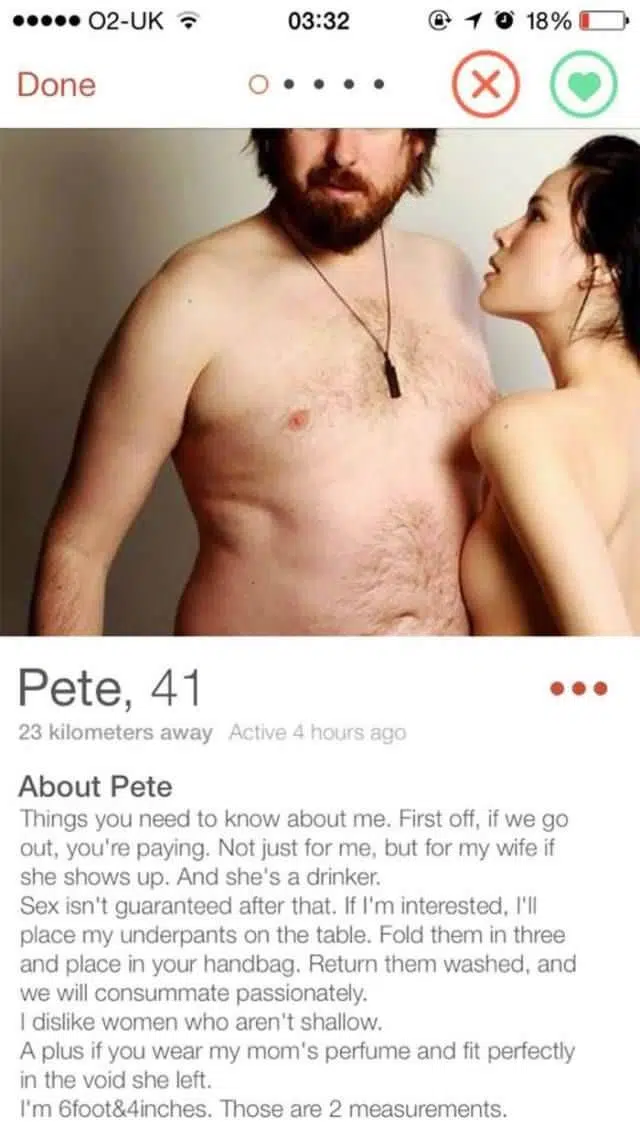 O2-UK 03:32 18%
Done
Pete, 41
23 kilometers away Active 4 hours ago
About Pete
Things you need to know about me. First off, if we go
out, you're paying. Not just for me, but for my wife if
she shows up. And she's a drinker.
Sex isn't guaranteed after that. If I'm interested, I'll
place my underpants on the table. Fold them in three
and place in your handbag. Return them washed, and
we will consummate passionately.
I dislike women who aren't shallow.
A plus if you wear my mom's perfume and fit perfectly
in the void she left.
I'm 6foot&4inches. Those are 2 measurements.